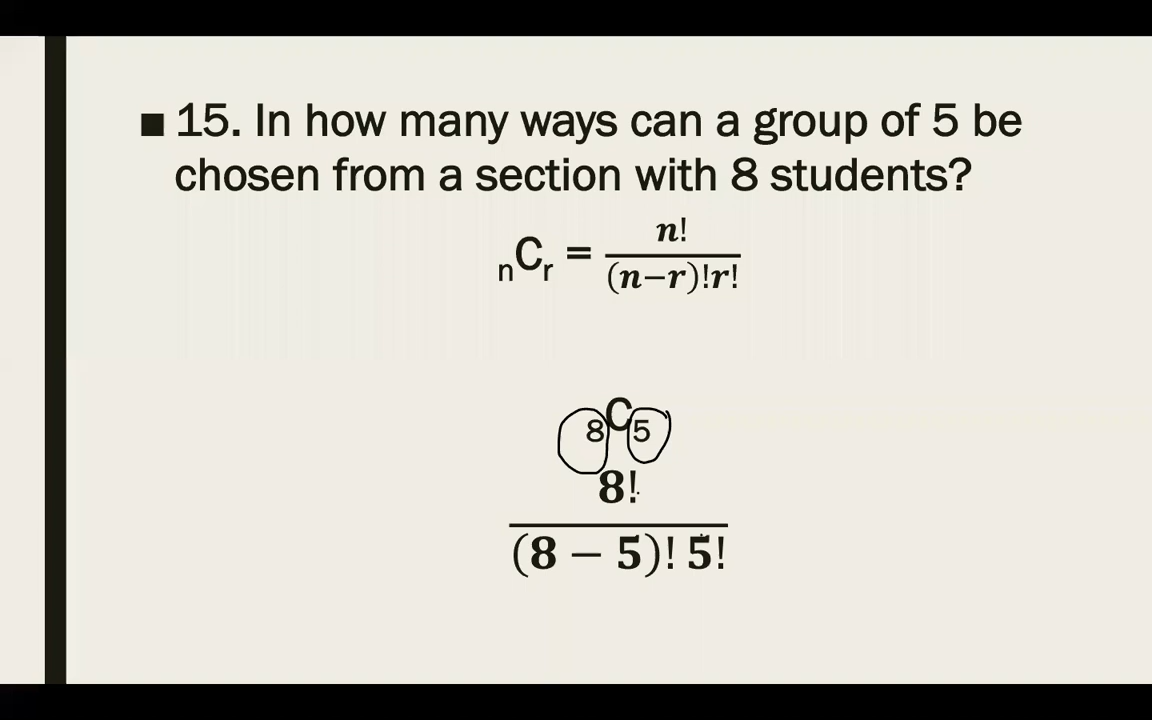 ■ 15. In how many ways can a group of 5 be
chosen from a section with 8 students?
nCr = n! / (n−r)!r!
8C5
8!
(8 − 5)! 5!